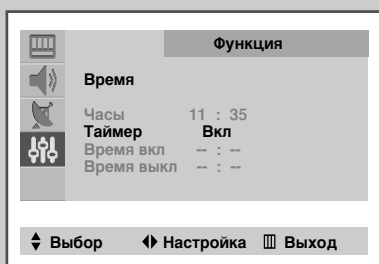 Функция
Время
Часы 11 : 35
Таймер Вкл
Время вкл -- : --
Время выкл -- : --
Выбор Настройка Выход